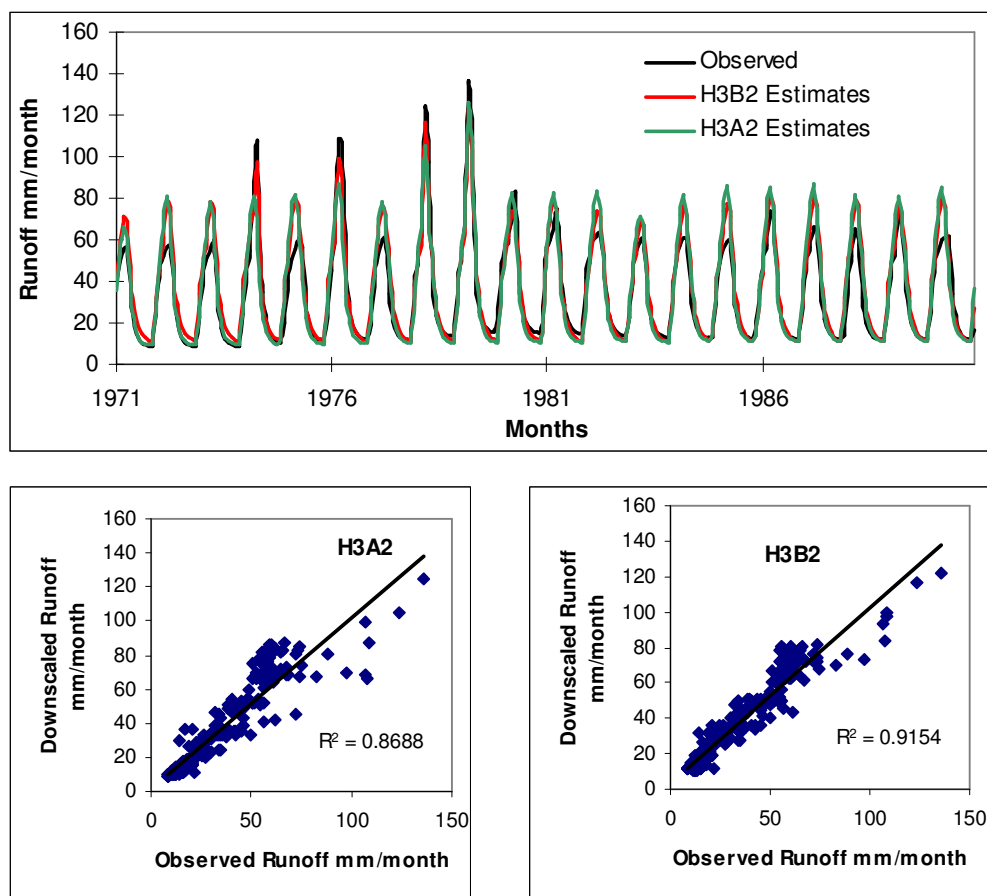 160
140
120
100
80
60
40
20
0
Runoff mm/month
Observed
H3B2 Estimates
H3A2 Estimates
1971
1976
1981
1986
Months
160
140
120
100
80
60
40
20
0
Downscaled Runoff
mm/month
H3A2
R² = 0.8688
0
50
100
150
Observed Runoff mm/month
160
140
120
100
80
60
40
20
0
Downscaled Runoff
mm/month
H3B2
R² = 0.9154
0
50
100
150
Observed Runoff mm/month